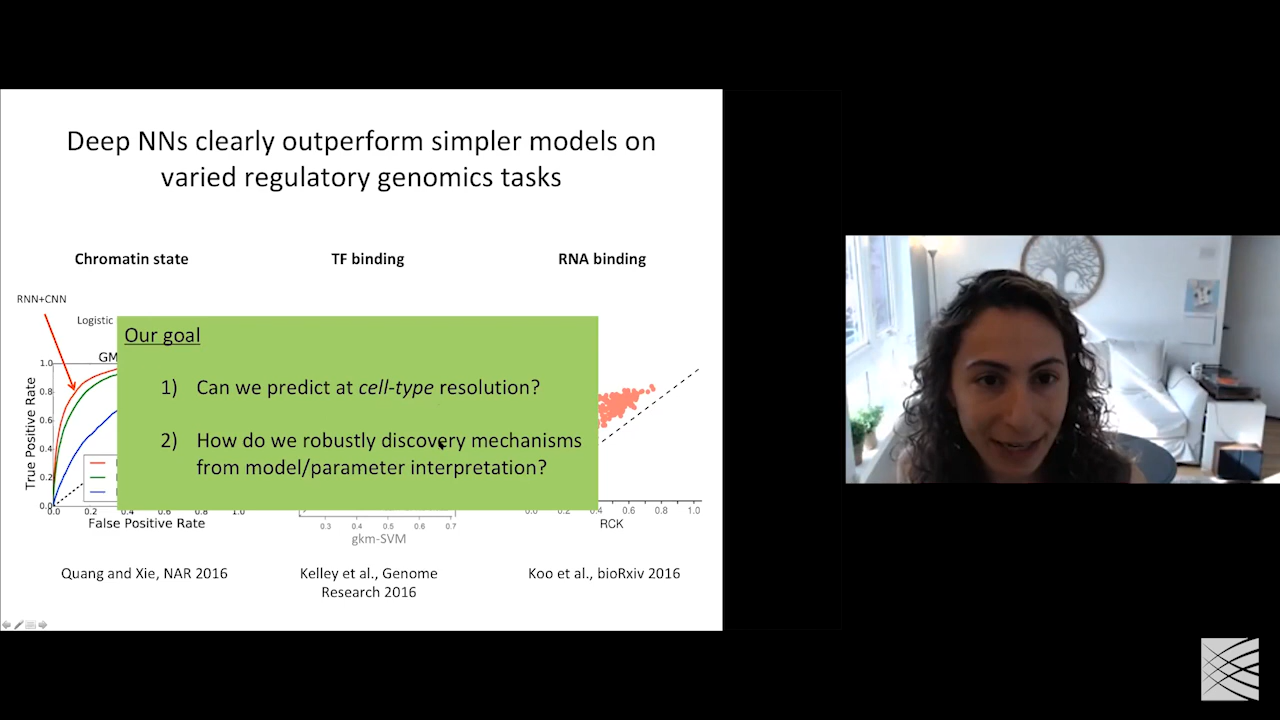 Deep NNs clearly outperform simpler models on
varied regulatory genomics tasks
Chromatin state
TF binding
RNA binding
RNN+CNN
Logistic
GM
Our goal
1) Can we predict at cell-type resolution?
2) How do we robustly discovery mechanisms
from model/parameter interpretation?
True Positive Rate
1.0
0.8
0.6
0.4
0.2
0.0
0.0 0.2 0.4 0.6 0.8 1.0
False Positive Rate
0.3 0.4 0.5 0.6 0.7
gkm-SVM
0.0 0.2 0.4 0.6 0.8 1.0
RCK
Quang and Xie, NAR 2016
Kelley et al., Genome
Research 2016
Koo et al., bioRxiv 2016